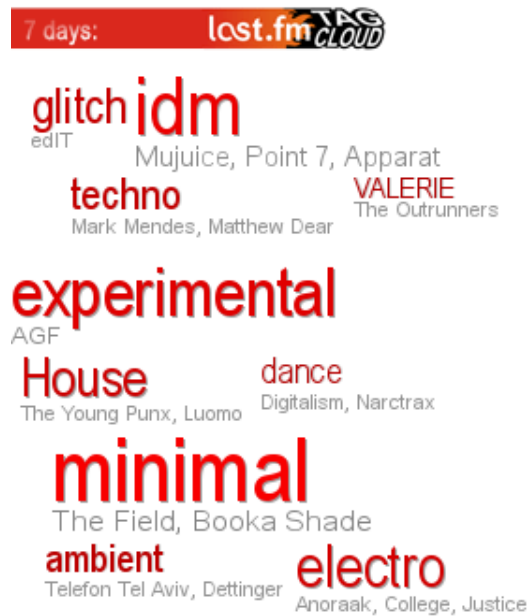 7 days: last.fm TAG CLOUD
glitch idm
edIT
Mujuice, Point 7, Apparat
techno VALERIE
Mark Mendes, Matthew Dear The Outrunners
experimental
AGF
House dance
The Young Punx, Luomo Digitalism, Narctrax
minimal
The Field, Booka Shade
ambient electro
Telefon Tel Aviv, Dettinger Anoraak, College, Justice